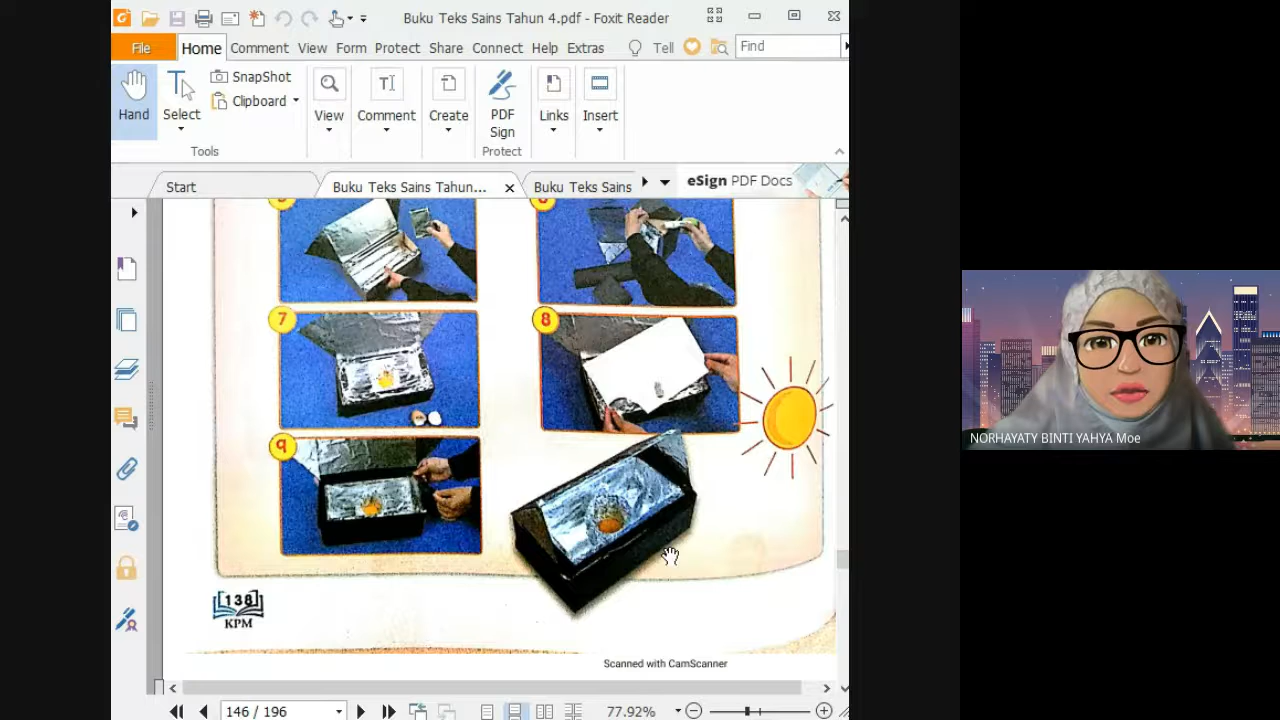 Buku Teks Sains Tahun 4.pdf - Foxit Reader
File Home Comment View Form Protect Share Connect Help Extras Tell Find
Hand
Select
SnapShot
Clipboard
View
Comment
Create
PDF Sign
Links
Insert
Tools
Protect
Start
Buku Teks Sains Tahun...
Buku Teks Sains
eSign PDF Docs
7
8
9
138
KPM
Scanned with CamScanner
146 / 196
77.92%
NORHAYATY BINTI YAHYA Moe